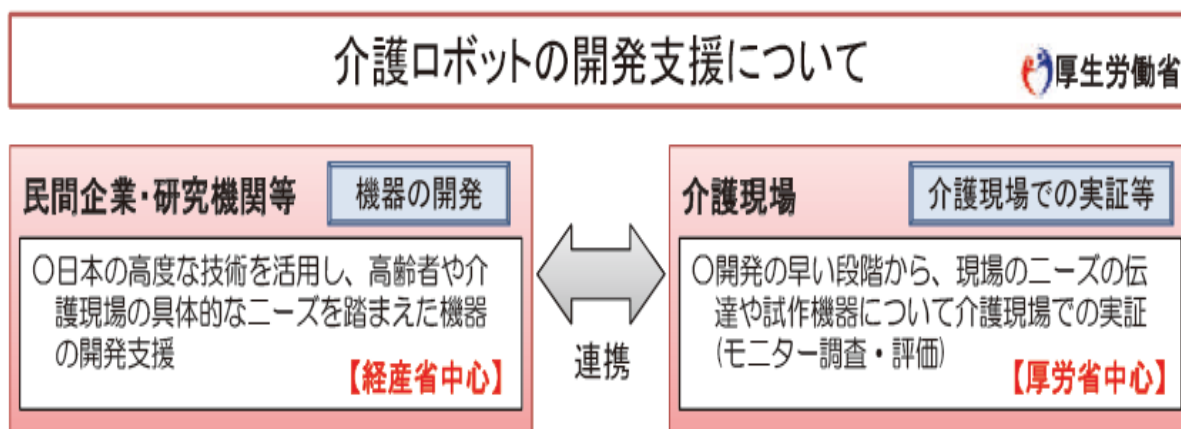 介護ロボットの開発支援について
厚生労働省
民間企業・研究機関等
機器の開発
○日本の高度な技術を活用し、高齢者や介
護現場の具体的なニーズを踏まえた機器
の開発支援
【経産省中心】
連携
介護現場
介護現場での実証等
○開発の早い段階から、現場のニーズの伝
達や試作機器について介護現場での実証
(モニター調査・評価)
【厚労省中心】